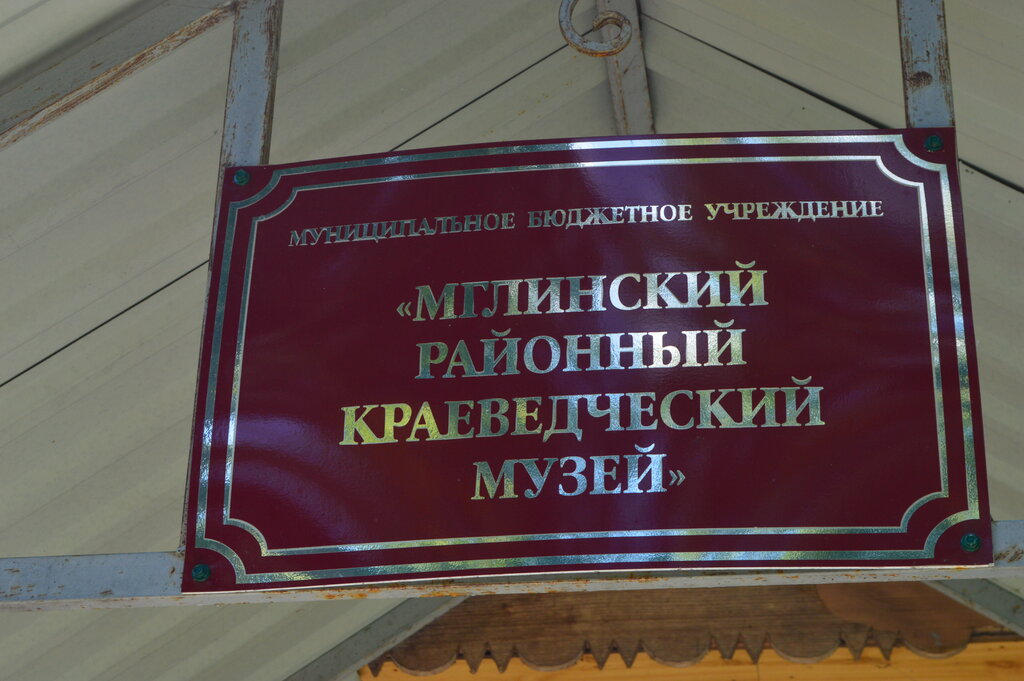 МУНИЦИПАЛЬНОЕ БЮДЖЕТНОЕ УЧРЕЖДЕНИЕ
«МГЛИНСКИЙ
РАЙОННЫЙ
КРАЕВЕДЧЕСКИЙ
МУЗЕЙ»